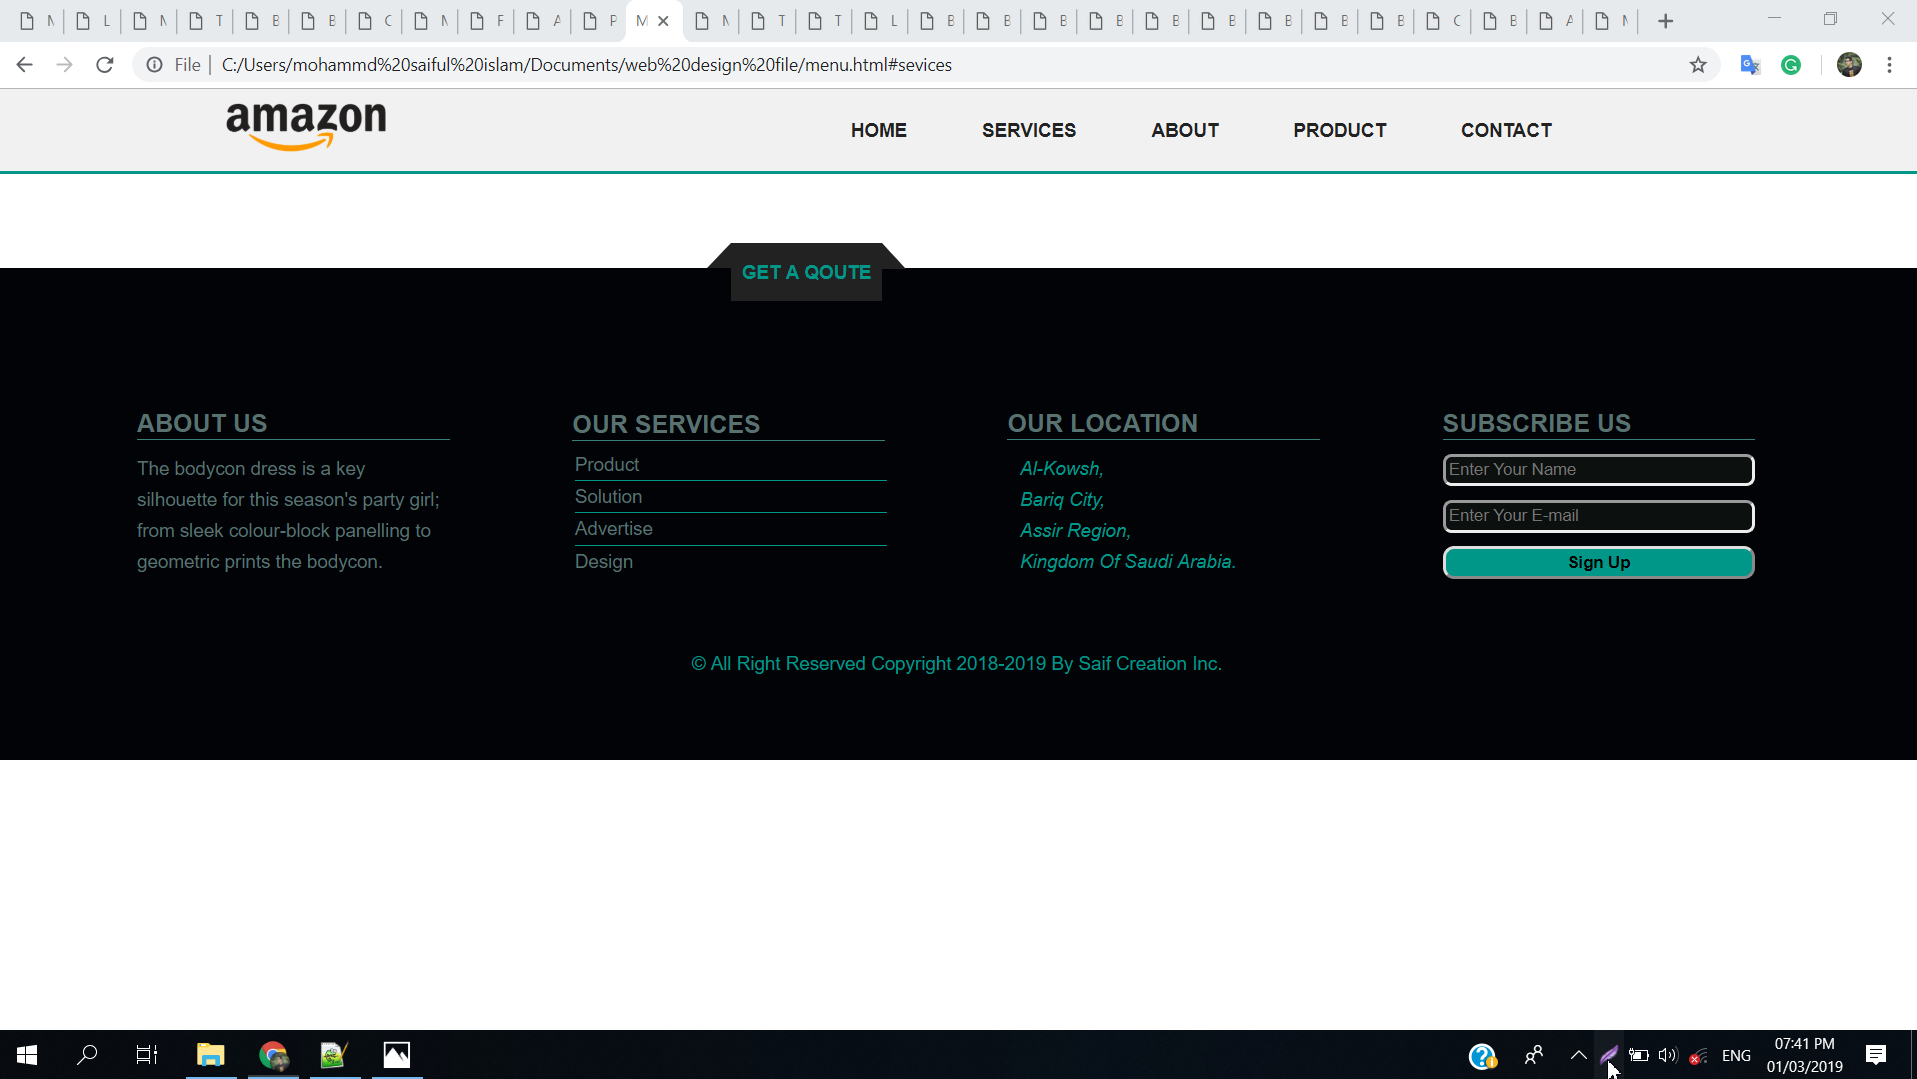 File C:/Users/mohammd%20saiful%20islam/Documents/web%20design%20file/menu.html#sevices
amazon
HOME SERVICES ABOUT PRODUCT CONTACT
GET A QOUTE
ABOUT US
The bodycon dress is a key
silhouette for this season's party girl;
from sleek colour-block panelling to
geometric prints the bodycon.
OUR SERVICES
Product
Solution
Advertise
Design
OUR LOCATION
Al-Kowsh,
Bariq City,
Assir Region,
Kingdom Of Saudi Arabia.
SUBSCRIBE US
Enter Your Name
Enter Your E-mail
Sign Up
© All Right Reserved Copyright 2018-2019 By Saif Creation Inc.
ENG
07:41 PM
01/03/2019